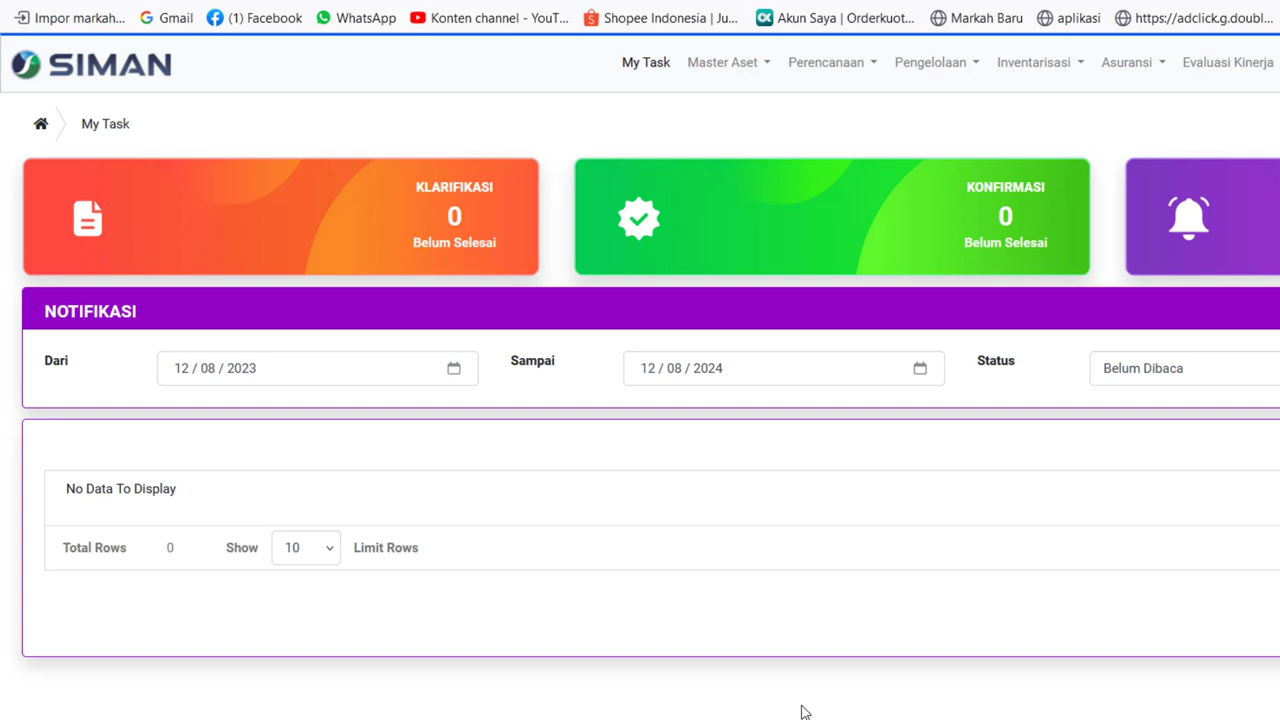 Impor markah... Gmail (1) Facebook WhatsApp Konten channel - YouT... Shopee Indonesia | Ju... Akun Saya | Orderkuot... Markah Baru aplikasi https://adclick.g.doubl...
SIMAN My Task Master Aset Perencanaan Pengelolaan Inventarisasi Asuransi Evaluasi Kinerja
My Task
KLARIFIKASI
0
Belum Selesai
KONFIRMASI
0
Belum Selesai
NOTIFIKASI
Dari 12 / 08 / 2023 Sampai 12 / 08 / 2024 Status Belum Dibaca
No Data To Display
Total Rows 0 Show 10 Limit Rows